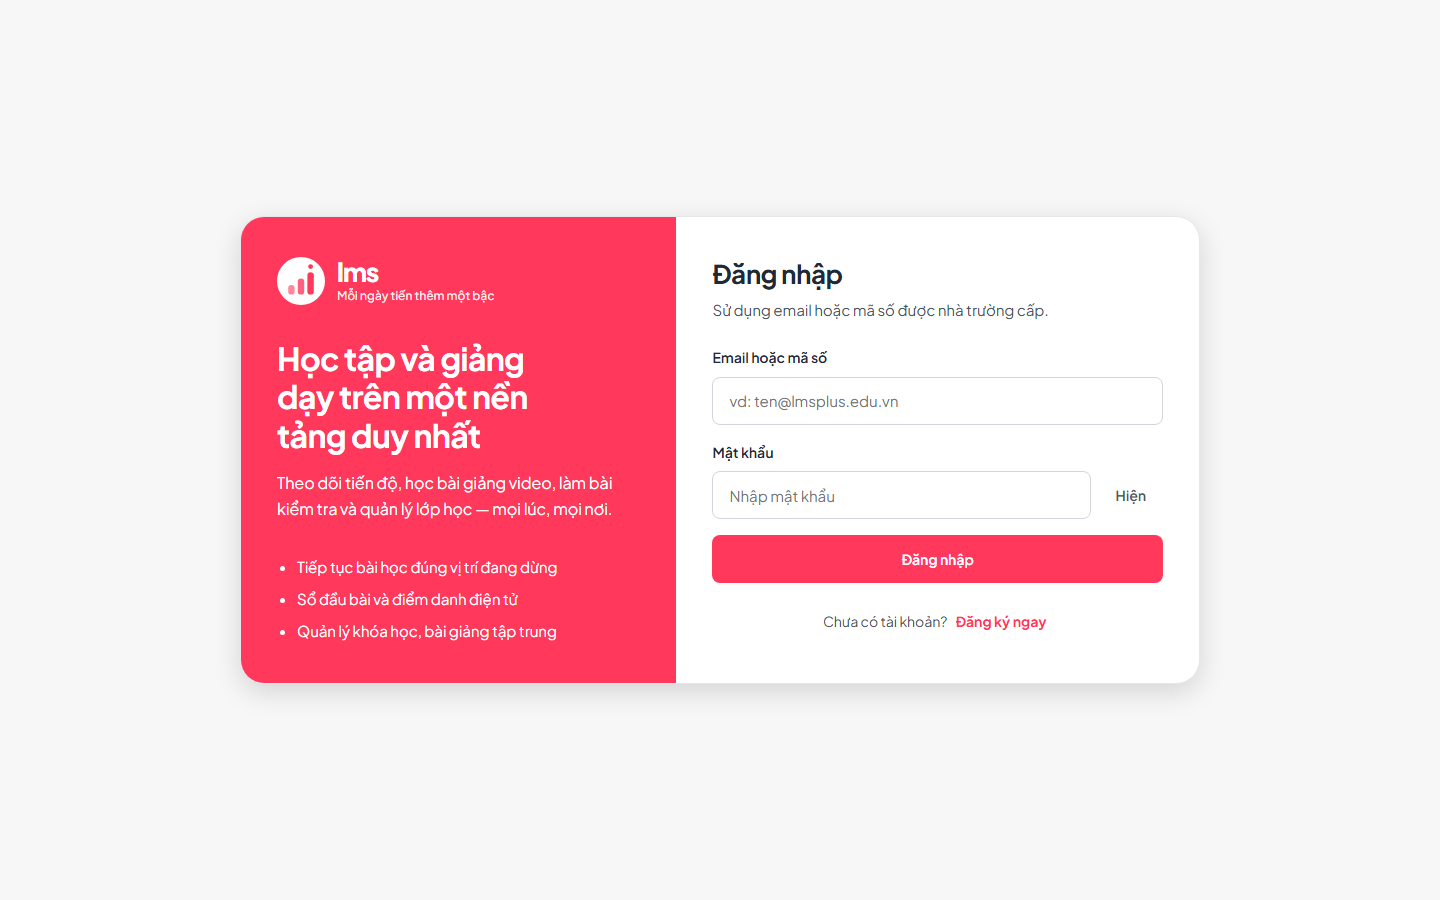 lms
Mỗi ngày tiến thêm một bậc
Học tập và giảng
dạy trên một nền
tảng duy nhất
Theo dõi tiến độ, học bài giảng video, làm bài
kiểm tra và quản lý lớp học — mọi lúc, mọi nơi.
Tiếp tục bài học đúng vị trí đang dừng
Sổ đầu bài và điểm danh điện tử
Quản lý khóa học, bài giảng tập trung
Đăng nhập
Sử dụng email hoặc mã số được nhà trường cấp.
Email hoặc mã số
vd: ten@lmsplus.edu.vn
Mật khẩu
Nhập mật khẩu
Hiện
Đăng nhập
Chưa có tài khoản? Đăng ký ngay